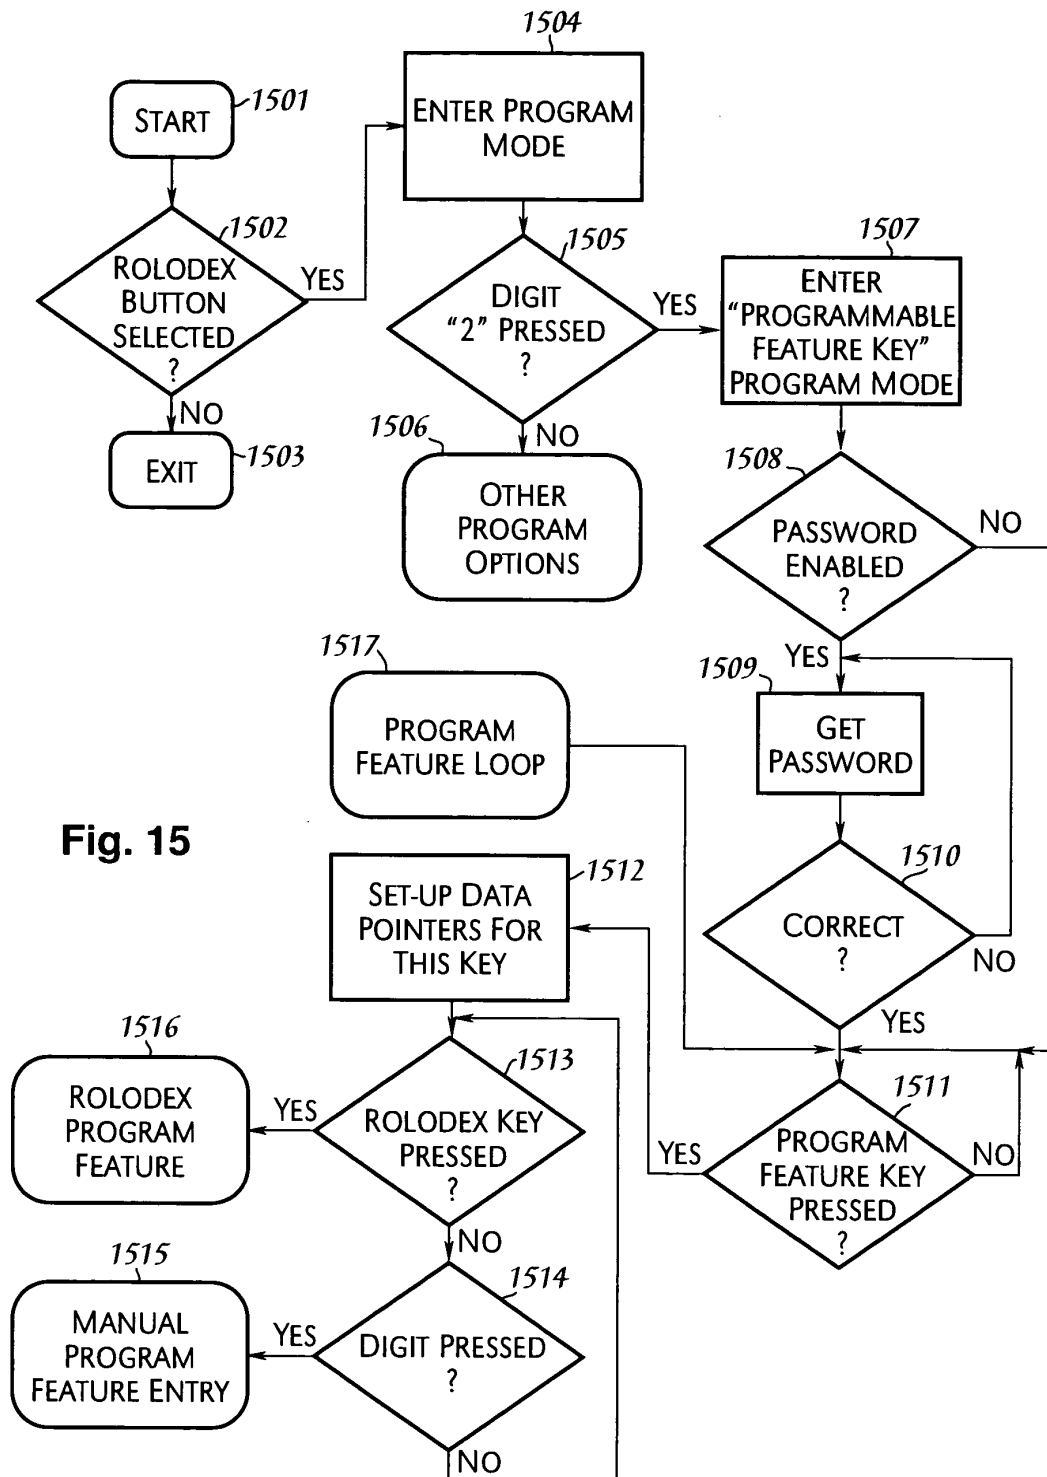 1501
START
1502
ROLODEX
BUTTON
SELECTED
?
YES
NO
EXIT
1503
1504
ENTER PROGRAM
MODE
1505
DIGIT
"2" PRESSED
?
YES
NO
1506
OTHER
PROGRAM
OPTIONS
1507
ENTER
"PROGRAMMABLE
FEATURE KEY"
PROGRAM MODE
1508
PASSWORD
ENABLED
?
NO
YES
1509
GET
PASSWORD
1510
CORRECT
?
NO
YES
1511
PROGRAM
FEATURE KEY
PRESSED
?
YES
NO
1517
PROGRAM
FEATURE LOOP
Fig. 15
1512
SET-UP DATA
POINTERS FOR
THIS KEY
1513
ROLODEX KEY
PRESSED
?
YES
NO
1516
ROLODEX
PROGRAM
FEATURE
1514
DIGIT PRESSED
?
YES
NO
1515
MANUAL
PROGRAM
FEATURE ENTRY